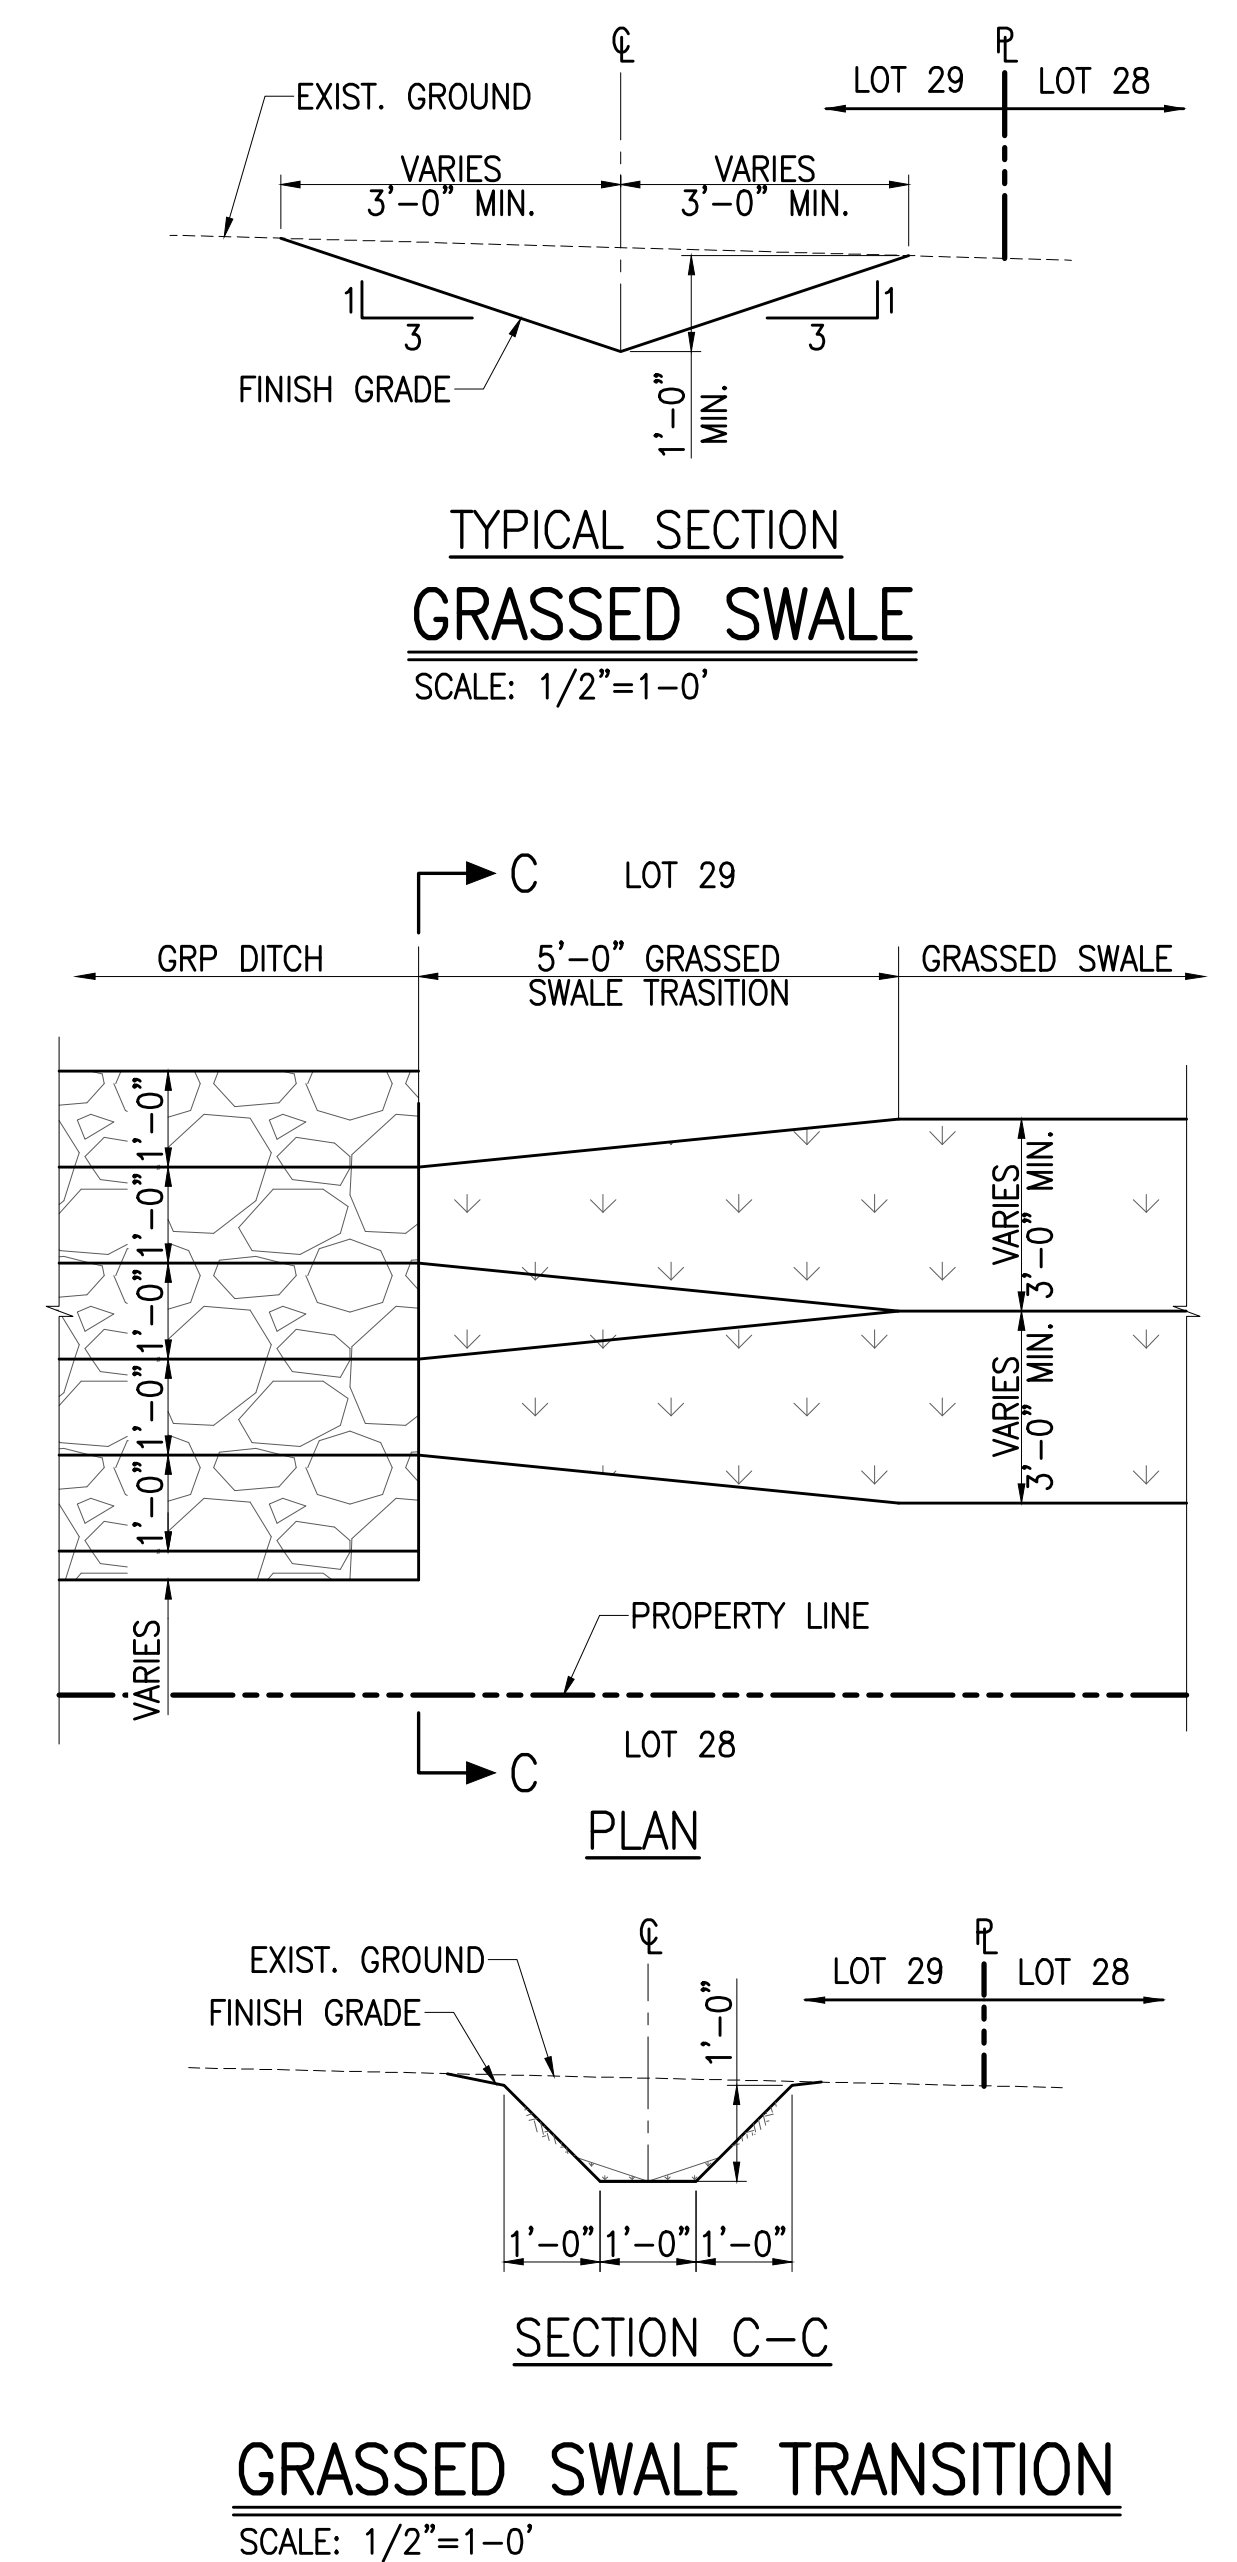 ℄
PL
LOT 29 LOT 28
EXIST. GROUND
VARIES
3'-0" MIN.
VARIES
3'-0" MIN.
1
3
1
3
FINISH GRADE
1'-0"
MIN.
TYPICAL SECTION
GRASSED SWALE
SCALE: 1/2"=1-0'
C
LOT 29
GRP DITCH
5'-0" GRASSED
SWALE TRASITION
GRASSED SWALE
1'-0"
1'-0"
1'-0"
1'-0"
1'-0"
VARIES
VARIES
3'-0" MIN.
VARIES
3'-0" MIN.
PROPERTY LINE
LOT 28
C
PLAN
℄
PL
EXIST. GROUND
FINISH GRADE
LOT 29 LOT 28
1'-0"
1'-0" 1'-0" 1'-0"
SECTION C-C
GRASSED SWALE TRANSITION
SCALE: 1/2"=1-0'